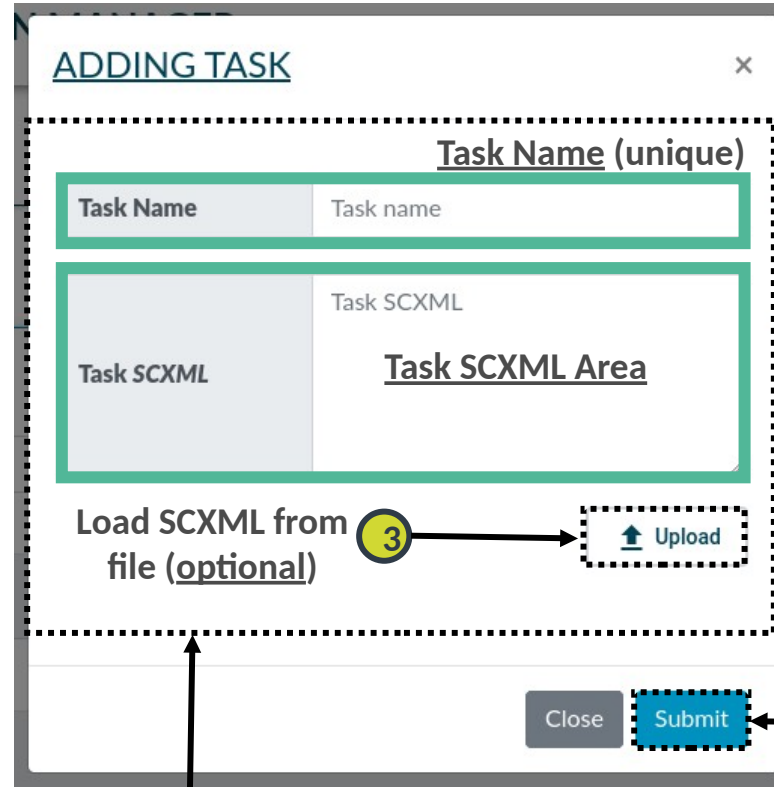 ADDING TASK
×
Task Name (unique)
Task Name
Task name
Task SCXML
Task SCXML
Task SCXML Area
Load SCXML from
file (optional)
3
Upload
Close
Submit